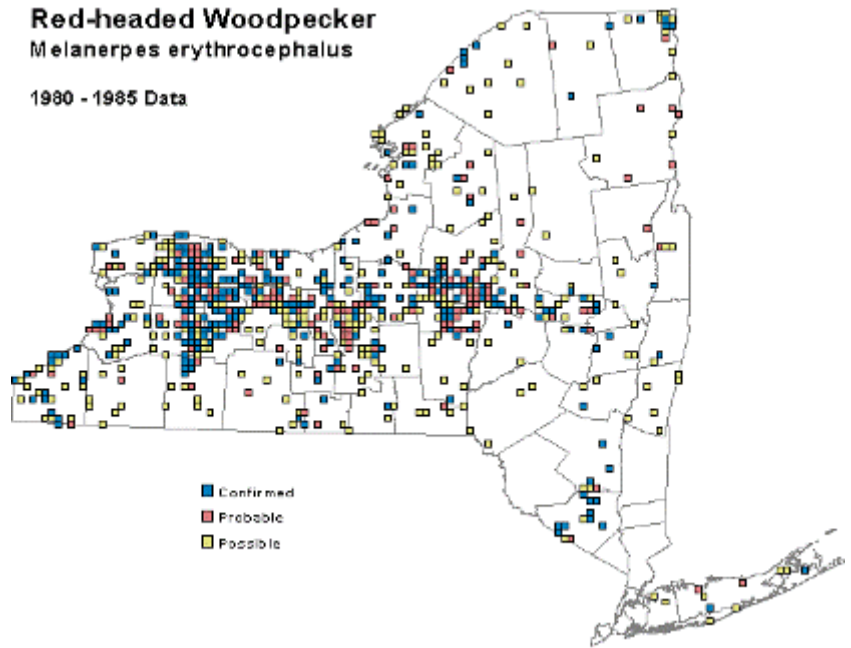 Red-headed Woodpecker
Melanerpes erythrocephalus
1980 - 1985 Data
Confirmed
Probable
Possible